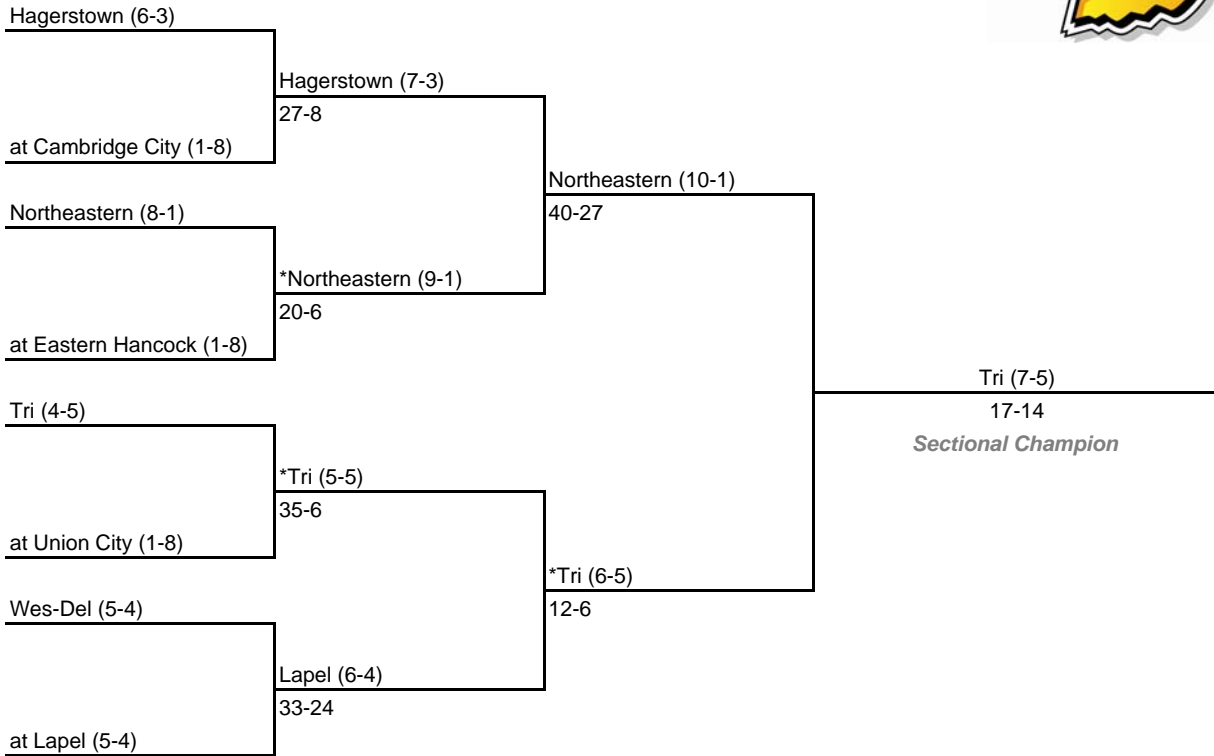 Hagerstown (6-3)
Hagerstown (7-3)
27-8
at Cambridge City (1-8)
Northeastern (10-1)
40-27
Northeastern (8-1)
*Northeastern (9-1)
20-6
at Eastern Hancock (1-8)
Tri (7-5)
17-14
Sectional Champion
Tri (4-5)
*Tri (5-5)
35-6
at Union City (1-8)
*Tri (6-5)
12-6
Wes-Del (5-4)
Lapel (6-4)
33-24
at Lapel (5-4)